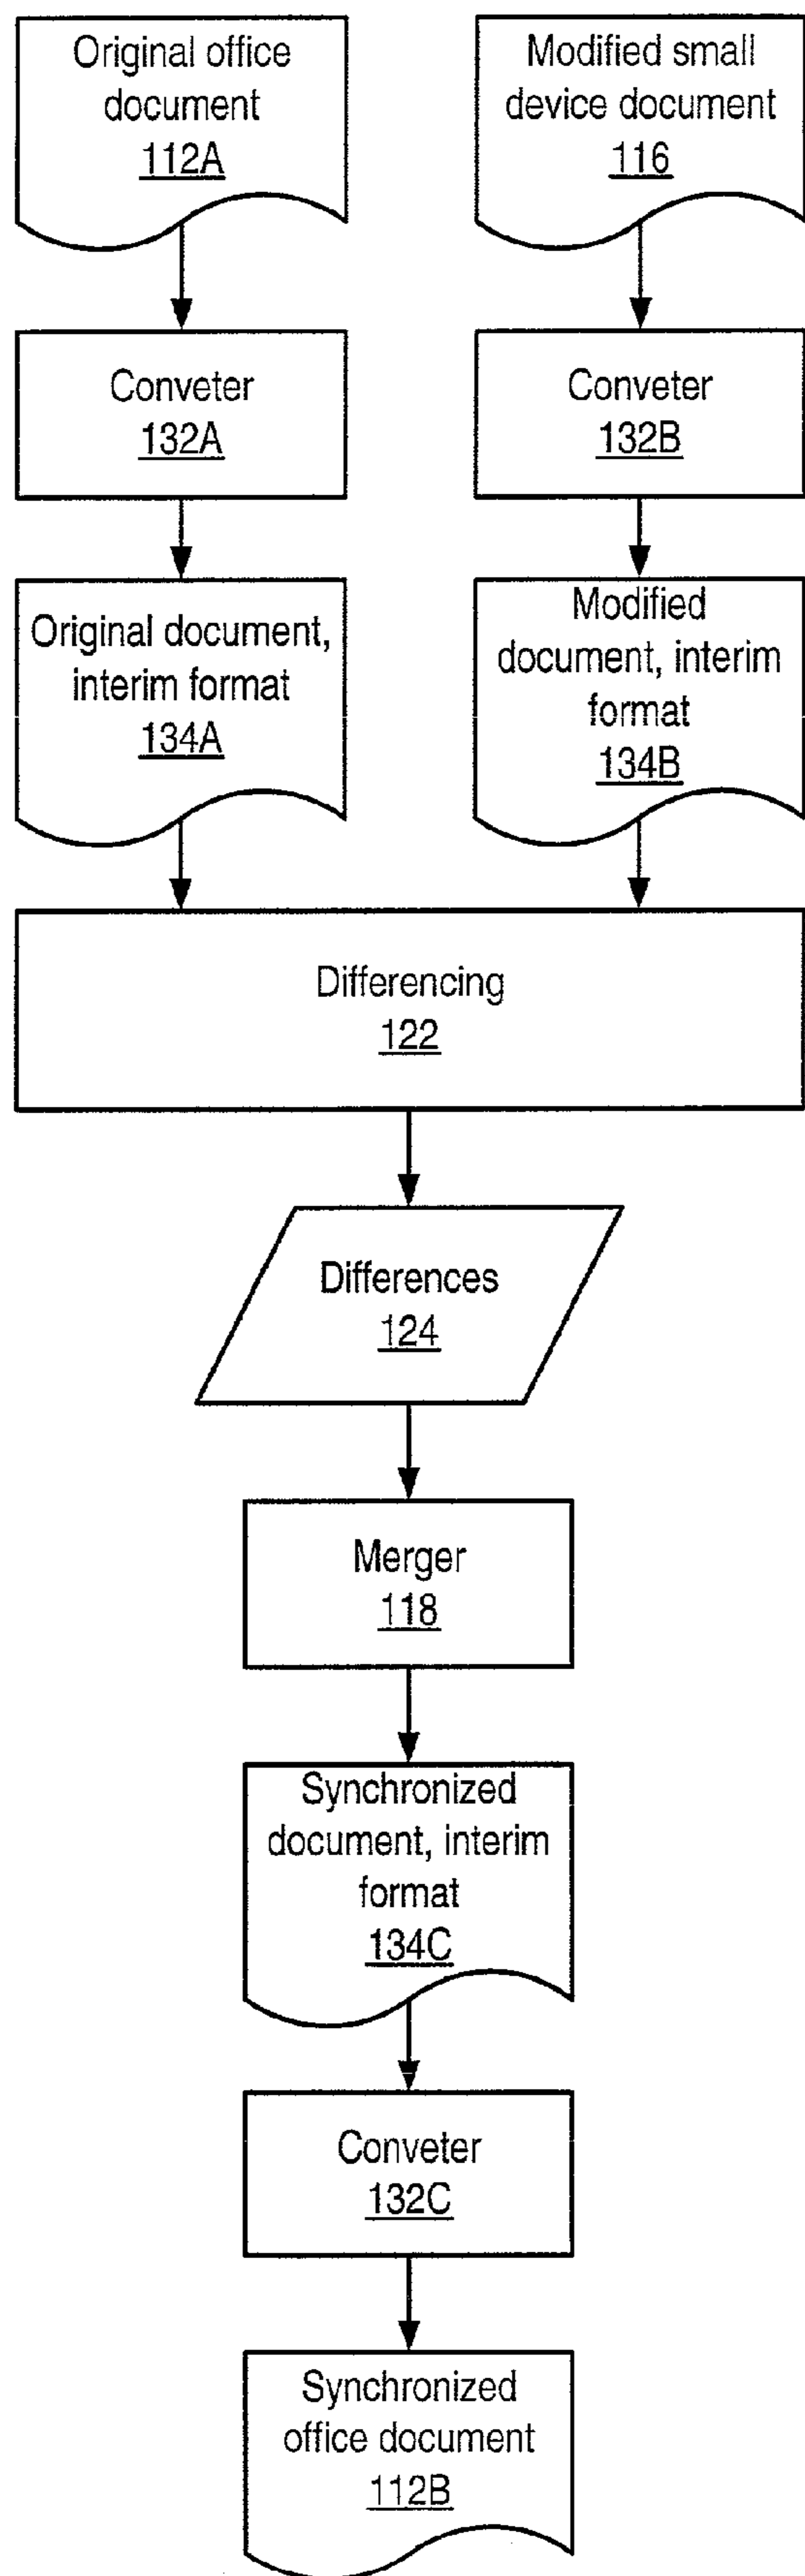 Original office
document
112A
Modified small
device document
116
Conveter
132A
Conveter
132B
Original document,
interim format
134A
Modified
document, interim
format
134B
Differencing
122
Differences
124
Merger
118
Synchronized
document, interim
format
134C
Conveter
132C
Synchronized
office document
112B